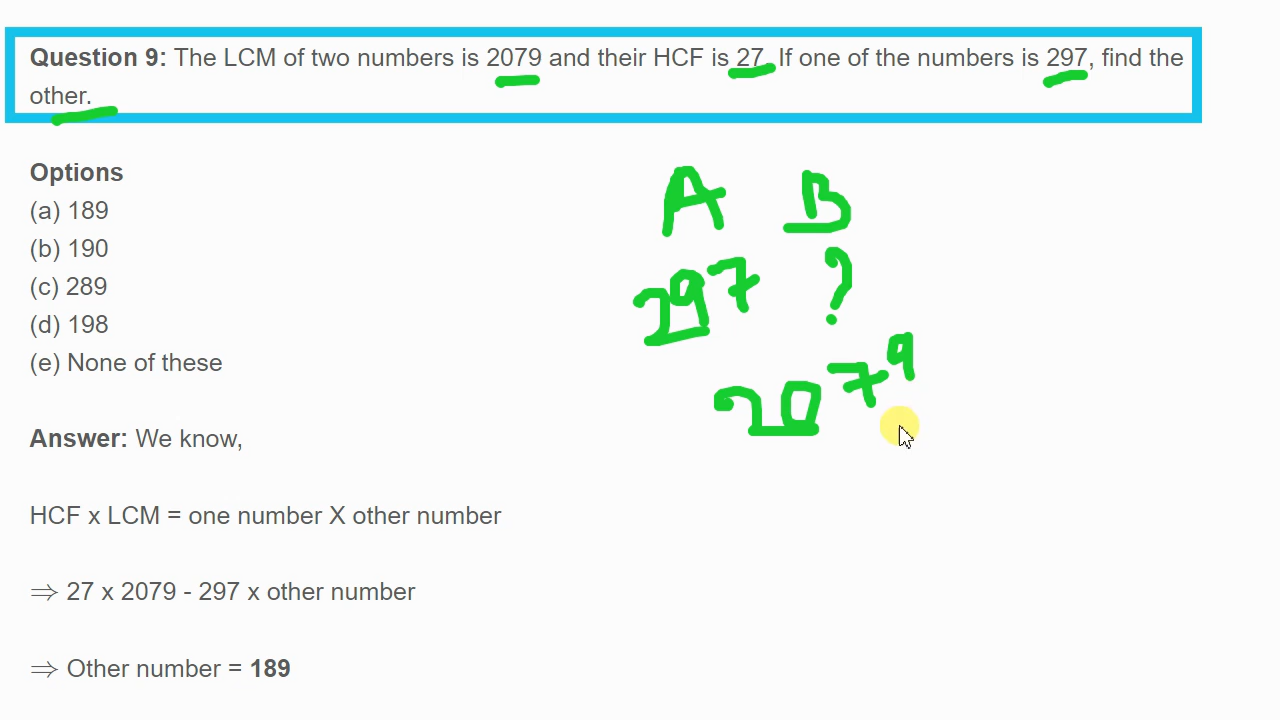 Question 9: The LCM of two numbers is 2079 and their HCF is 27. If one of the numbers is 297, find the
other.
Options
(a) 189
(b) 190
(c) 289
(d) 198
(e) None of these
A B
297 ?
2079
Answer: We know,
HCF x LCM = one number X other number
⇒ 27 x 2079 - 297 x other number
⇒ Other number = 189